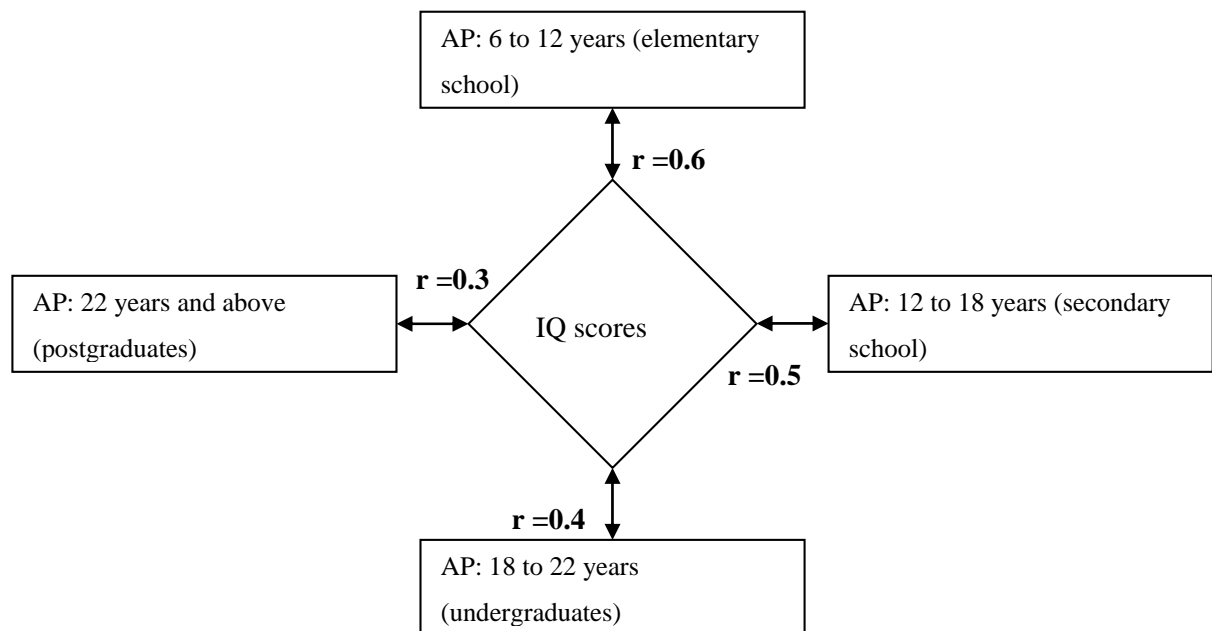 AP: 6 to 12 years (elementary
school)
r =0.6
r =0.3
AP: 22 years and above
(postgraduates)
IQ scores
AP: 12 to 18 years (secondary
school)
r =0.5
r =0.4
AP: 18 to 22 years
(undergraduates)